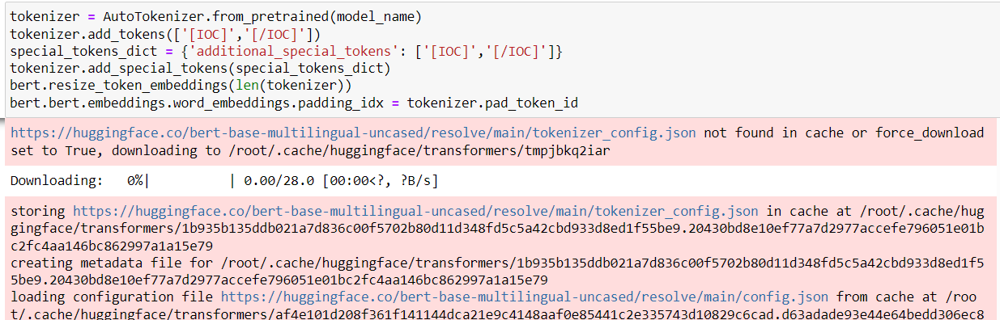 tokenizer = AutoTokenizer.from_pretrained(model_name)
tokenizer.add_tokens(['[IOC]','[/IOC]'])
special_tokens_dict = {'additional_special_tokens': ['[IOC]','[/IOC]']}
tokenizer.add_special_tokens(special_tokens_dict)
bert.resize_token_embeddings(len(tokenizer))
bert.bert.embeddings.word_embeddings.padding_idx = tokenizer.pad_token_id
https://huggingface.co/bert-base-multilingual-uncased/resolve/main/tokenizer_config.json not found in cache or force_download
set to True, downloading to /root/.cache/huggingface/transformers/tmpjbkq2iar
Downloading:   0%|          | 0.00/28.0 [00:00<?, ?B/s]
storing https://huggingface.co/bert-base-multilingual-uncased/resolve/main/tokenizer_config.json in cache at /root/.cache/hug
gingface/transformers/1b935b135ddb021a7d836c00f5702b80d11d348fd5c5a42cbd933d8ed1f55be9.20430bd8e10ef77a7d2977accefe796051e01b
c2fc4aa146bc862997a1a15e79
creating metadata file for /root/.cache/huggingface/transformers/1b935b135ddb021a7d836c00f5702b80d11d348fd5c5a42cbd933d8ed1f5
5be9.20430bd8e10ef77a7d2977accefe796051e01bc2fc4aa146bc862997a1a15e79
loading configuration file https://huggingface.co/bert-base-multilingual-uncased/resolve/main/config.json from cache at /roo
t/.cache/huggingface/transformers/af4e101d208f361f141144dca21e9c4148aaf0e85441c2e335743d10829c6cad.d63adade93e44e64bedd306ec8